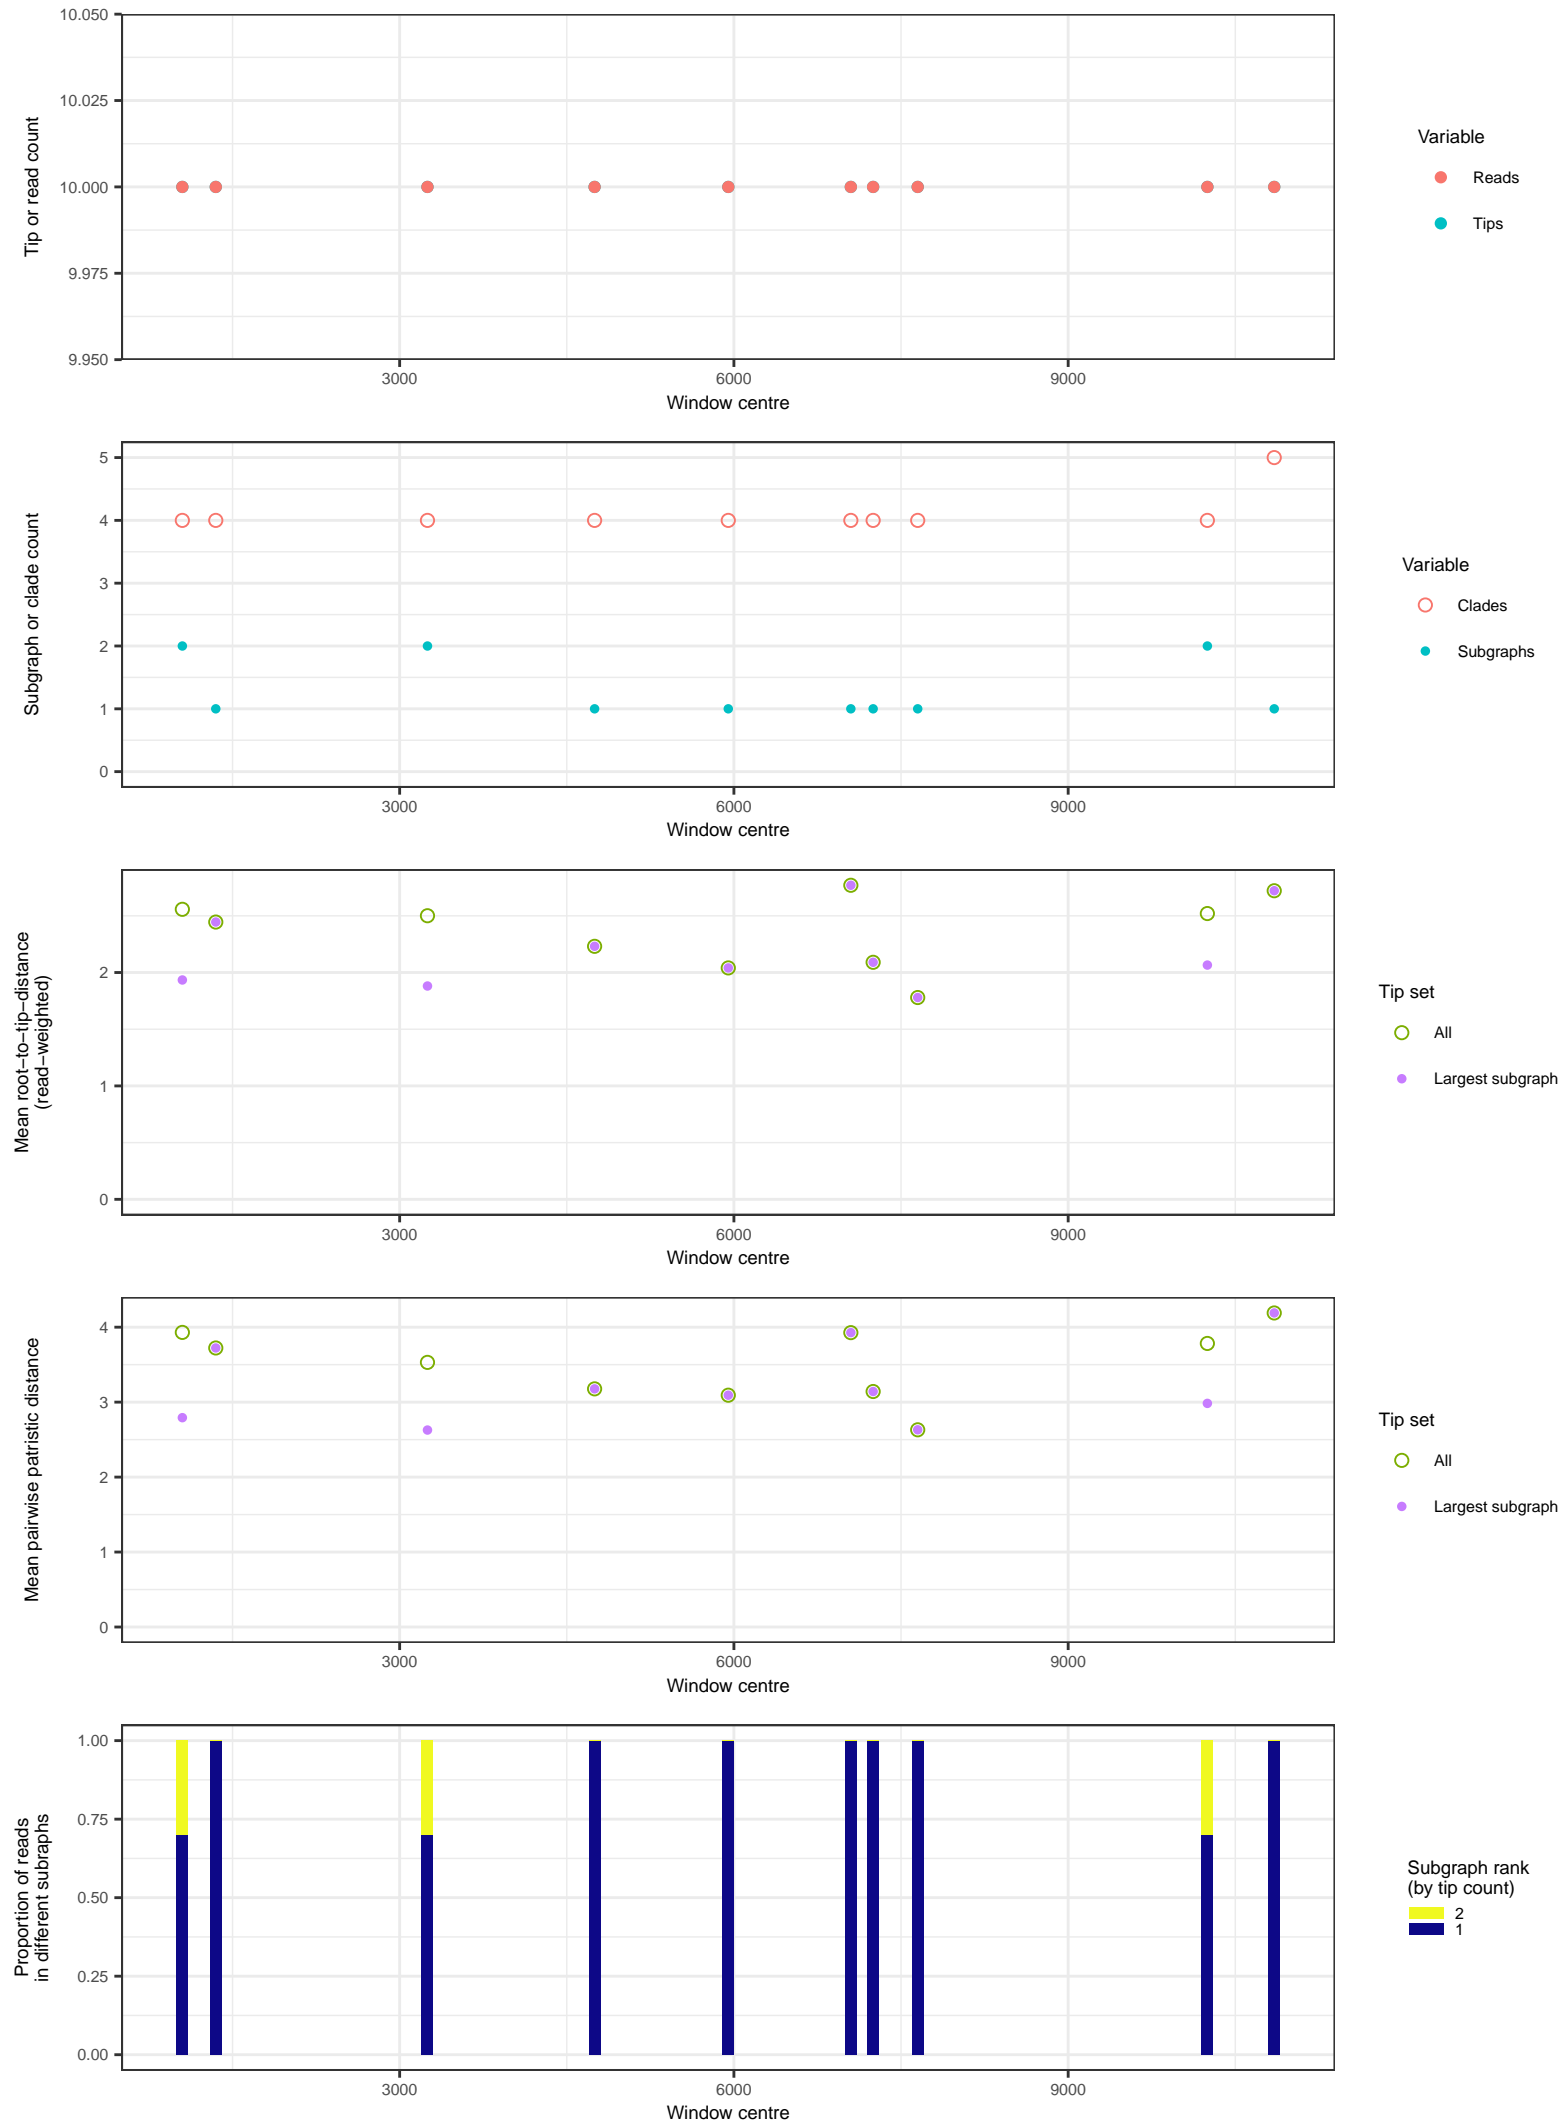 10.050
10.025
10.000
9.975
9.950
Tip or read count
3000
6000
9000
Window centre
Variable
Reads
Tips
5
4
3
2
1
0
Subgraph or clade count
3000
6000
9000
Window centre
Variable
Clades
Subgraphs
2
1
0
Mean root−to−tip−distance
(read−weighted)
3000
6000
9000
Window centre
Tip set
All
Largest subgraph
4
3
2
1
0
Mean pairwise patristic distance
3000
6000
9000
Window centre
Tip set
All
Largest subgraph
1.00
0.75
0.50
0.25
0.00
Proportion of reads
in different subraphs
3000
6000
9000
Window centre
Subgraph rank
(by tip count)
2
1